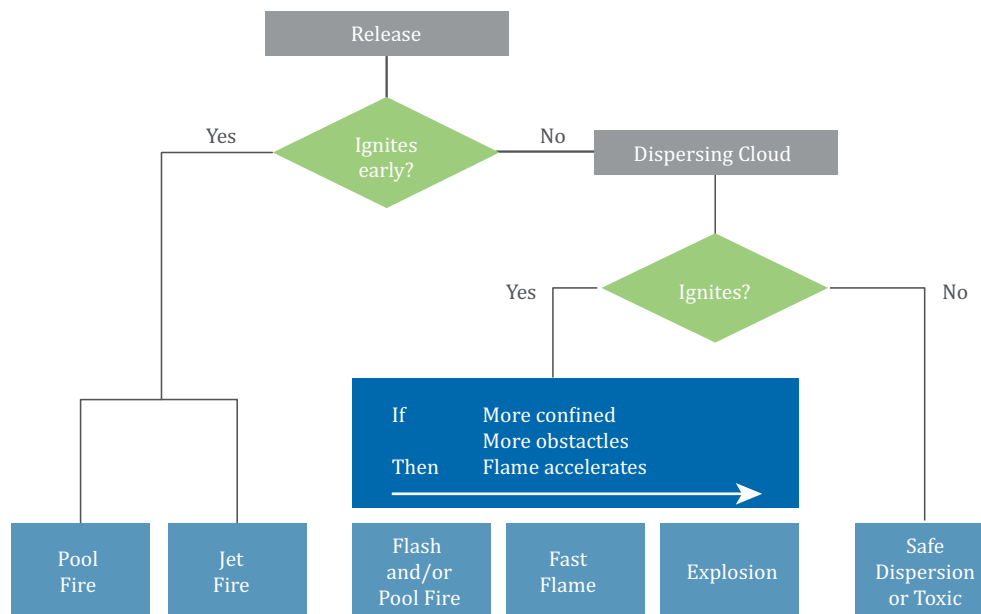 Release
Ignites
early?
Yes
No
Dispersing Cloud
Ignites?
Yes
No
If More confined
More obstactles
Then Flame accelerates
Pool
Fire
Jet
Fire
Flash
and/or
Pool Fire
Fast
Flame
Explosion
Safe
Dispersion
or Toxic